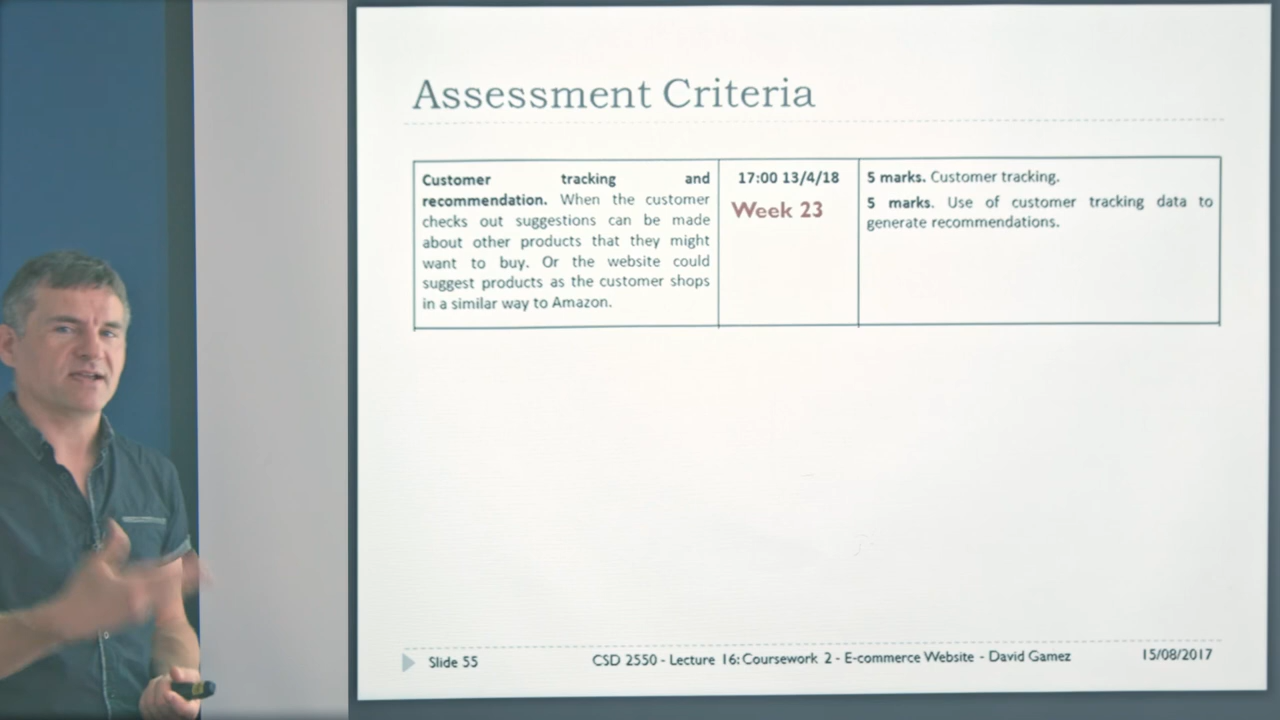 Assessment Criteria
Customer tracking and
recommendation. When the customer
checks out suggestions can be made
about other products that they might
want to buy. Or the website could
suggest products as the customer shops
in a similar way to Amazon.
17:00 13/4/18
Week 23
5 marks. Customer tracking.
5 marks. Use of customer tracking data to
generate recommendations.
Slide 55
CSD 2550 - Lecture 16: Coursework 2 - E-commerce Website - David Gamez
15/08/2017